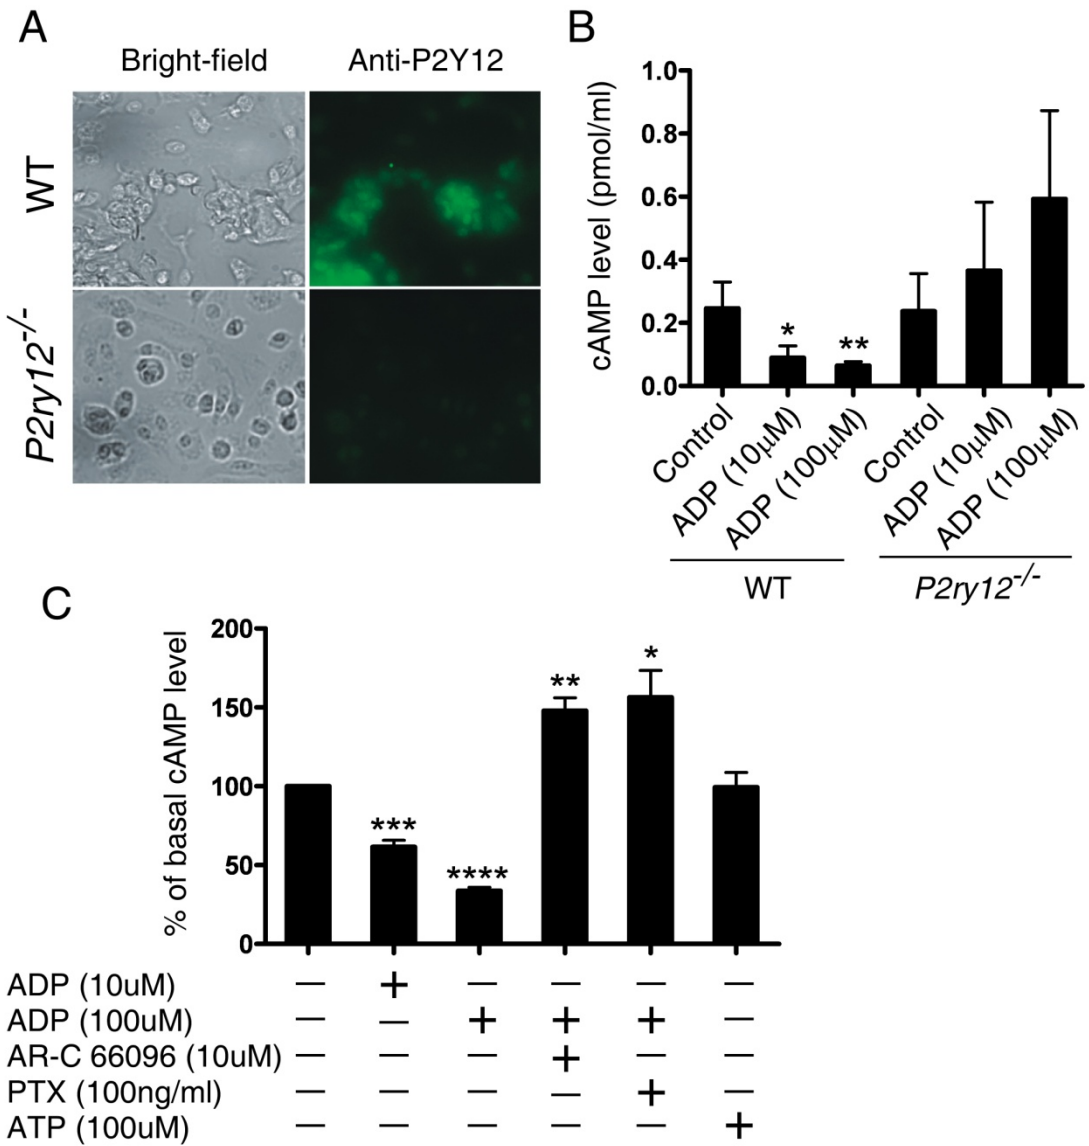 A
Bright-field Anti-P2Y12
WT
P2ry12-/-
B
cAMP level (pmol/ml)
1.0
0.8
0.6
0.4
0.2
0.0
*
**
Control
ADP (10μM)
ADP (100μM)
Control
ADP (10μM)
ADP (100μM)
WT P2ry12-/-
C
% of basal cAMP level
200
150
100
50
0
***
****
**
*
ADP (10uM) — + — — — —
ADP (100uM) — — + + + —
AR-C 66096 (10uM) — — — + — —
PTX (100ng/ml) — — — — + —
ATP (100uM) — — — — — +